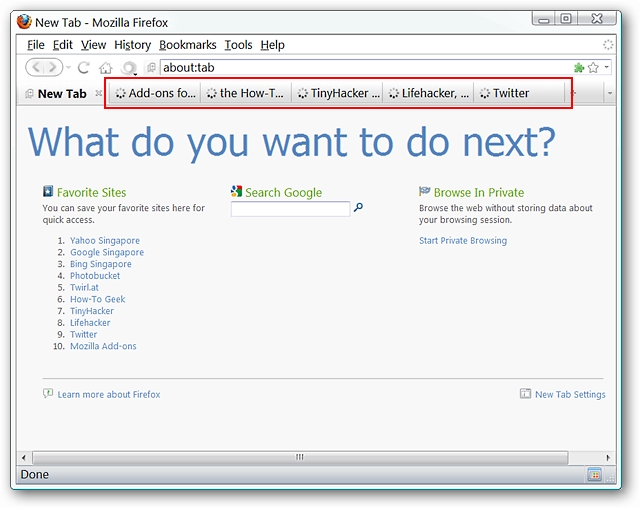 New Tab - Mozilla Firefox
File Edit View History Bookmarks Tools Help
about:tab
New Tab Add-ons fo... the How-T... TinyHacker ... Lifehacker, ... Twitter
What do you want to do next?
Favorite Sites
You can save your favorite sites here for
quick access.
1. Yahoo Singapore
2. Google Singapore
3. Bing Singapore
4. Photobucket
5. Twirl.at
6. How-To Geek
7. TinyHacker
8. Lifehacker
9. Twitter
10. Mozilla Add-ons
Search Google
Browse In Private
Browse the web without storing data about
your browsing session.
Start Private Browsing
Learn more about Firefox
New Tab Settings
Done